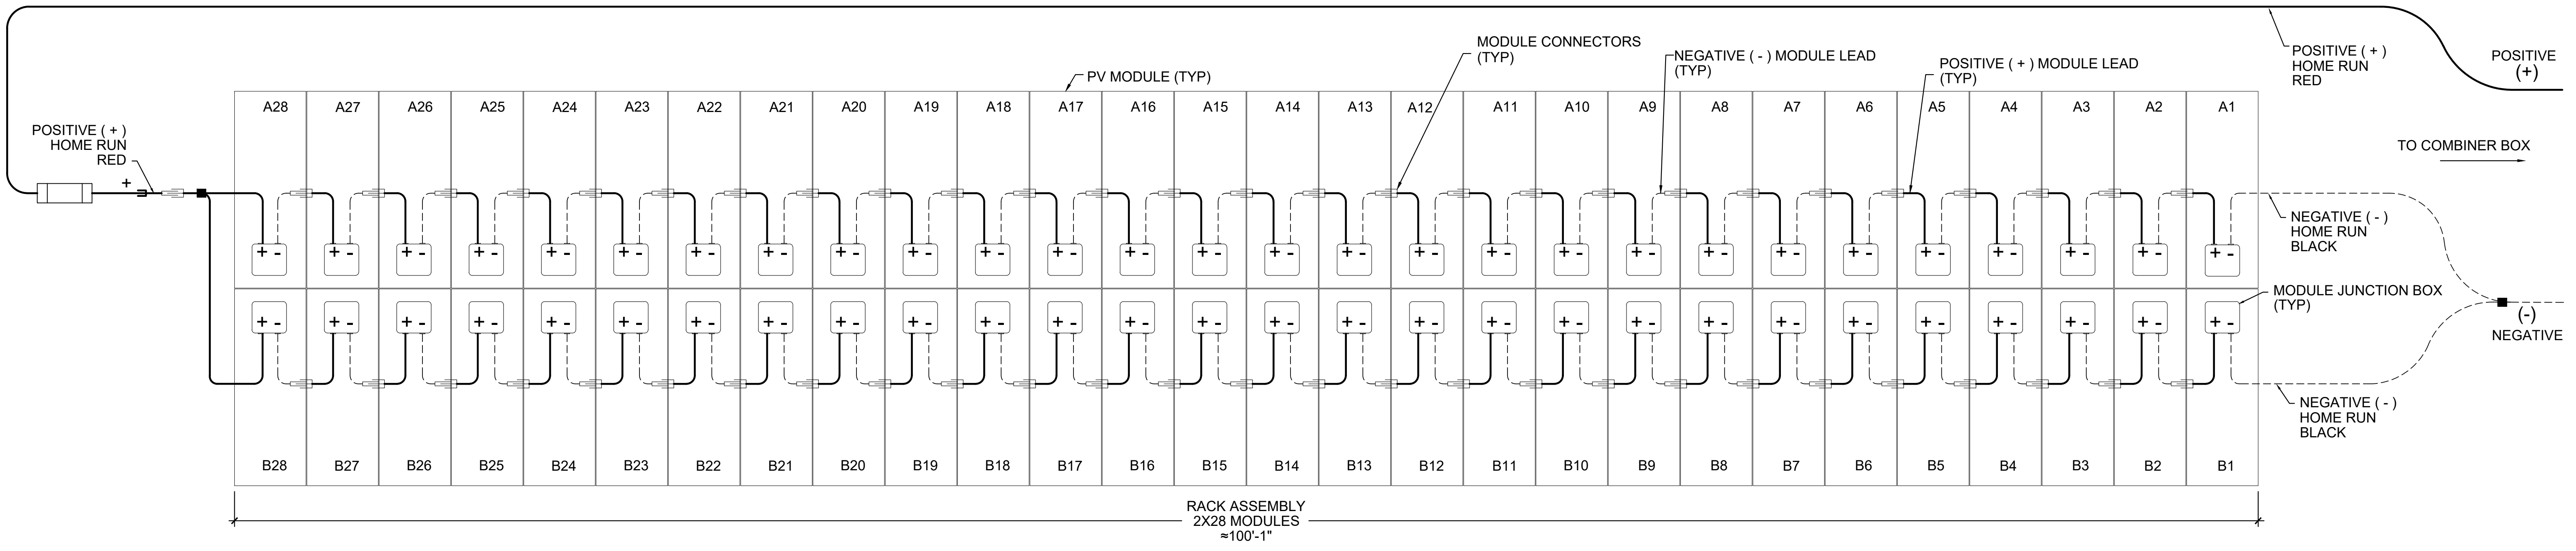 POSITIVE ( + )
HOME RUN
RED
POSITIVE
(+)
MODULE CONNECTORS
(TYP)
NEGATIVE ( - ) MODULE LEAD
(TYP)
POSITIVE ( + ) MODULE LEAD
(TYP)
PV MODULE (TYP)
A28 A27 A26 A25 A24 A23 A22 A21 A20 A19 A18 A17 A16 A15 A14 A13 A12 A11 A10 A9 A8 A7 A6 A5 A4 A3 A2 A1
POSITIVE ( + )
HOME RUN
RED
+
TO COMBINER BOX
NEGATIVE ( - )
HOME RUN
BLACK
+ - + - + - + - + - + - + - + - + - + - + - + - + - + - + - + - + - + - + - + - + - + - + - + - + - + - + - + -
MODULE JUNCTION BOX
(TYP)
+ - + - + - + - + - + - + - + - + - + - + - + - + - + - + - + - + - + - + - + - + - + - + - + - + - + - + - + -
(-)
NEGATIVE
NEGATIVE ( - )
HOME RUN
BLACK
B28 B27 B26 B25 B24 B23 B22 B21 B20 B19 B18 B17 B16 B15 B14 B13 B12 B11 B10 B9 B8 B7 B6 B5 B4 B3 B2 B1
RACK ASSEMBLY
2X28 MODULES
≈100'-1"